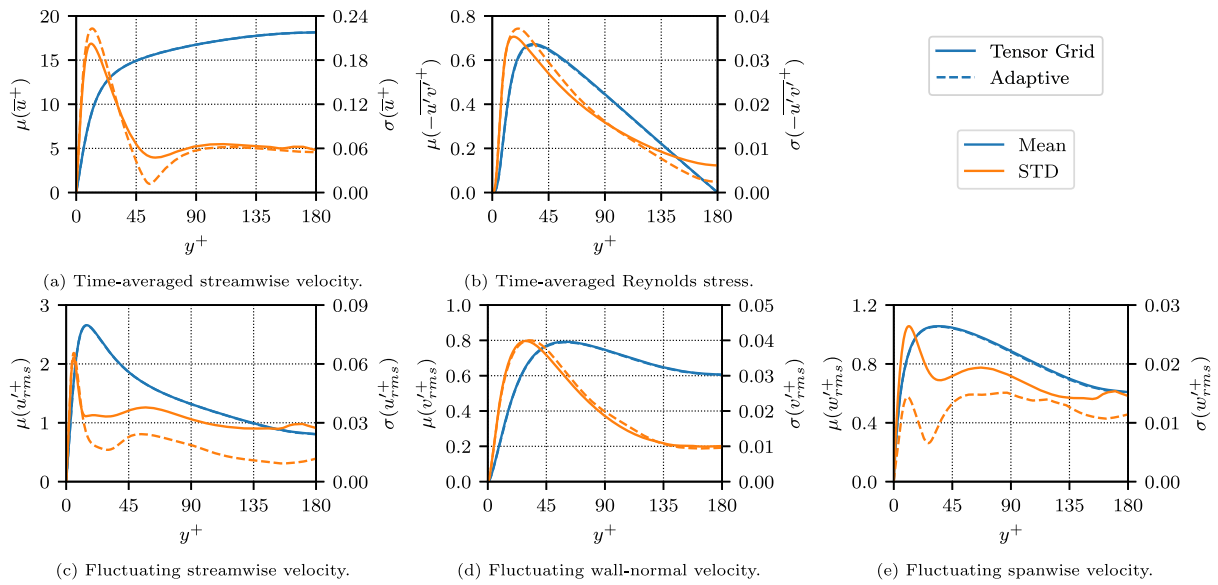 20
15
10
5
0
μ(u̅⁺)
0.24
0.18
0.12
0.06
0.00
σ(u̅⁺)
0 45 90 135 180
y⁺
(a) Time-averaged streamwise velocity.
0.8
0.6
0.4
0.2
0.0
μ(−u′v′‾⁺)
0.04
0.03
0.02
0.01
0.00
σ(−u′v′‾⁺)
0 45 90 135 180
y⁺
(b) Time-averaged Reynolds stress.
Tensor Grid
Adaptive
Mean
STD
3
2
1
0
μ(u′⁺rms)
0.09
0.06
0.03
0.00
σ(u′⁺rms)
0 45 90 135 180
y⁺
(c) Fluctuating streamwise velocity.
1.0
0.8
0.6
0.4
0.2
0.0
μ(v′⁺rms)
0.05
0.04
0.03
0.02
0.01
0.00
σ(v′⁺rms)
0 45 90 135 180
y⁺
(d) Fluctuating wall-normal velocity.
1.2
0.8
0.4
0.0
μ(w′⁺rms)
0.03
0.02
0.01
0.00
σ(w′⁺rms)
0 45 90 135 180
y⁺
(e) Fluctuating spanwise velocity.